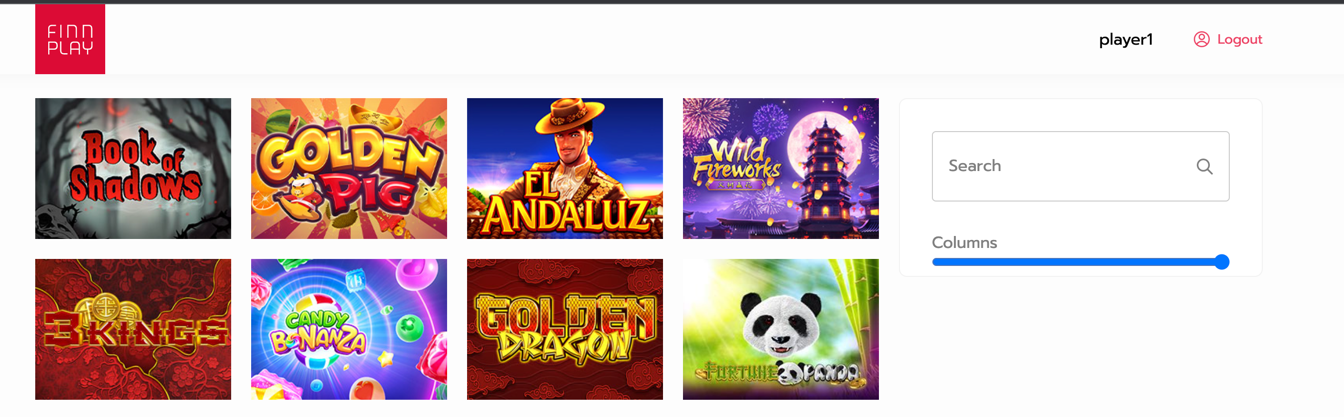 FINN
PLAY
player1
Logout
Book of
Shadows
GOLDEN
PIG
EL
ANDALUZ
Wild
Fireworks
Search
Columns
3 KINGS
CANDY
BONANZA
GOLDEN
DRAGON
FORTUNE PANDA